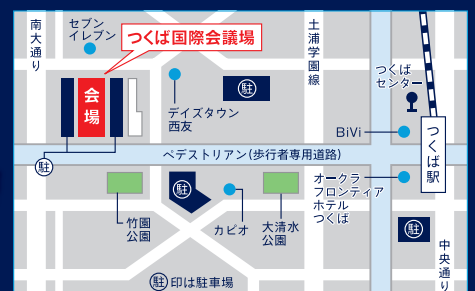 南大通り
セブン
イレブン
つくば国際会議場
土浦学園線
つくば
センター
会場
駐
デイズタウン
西友
BiVi
つくば駅
駐
ペデストリアン(歩行者専用道路)
オークラ
フロンティア
ホテル
つくば
駐
竹園
公園
カピオ
大清水
公園
駐
中央通り
駐印は駐車場